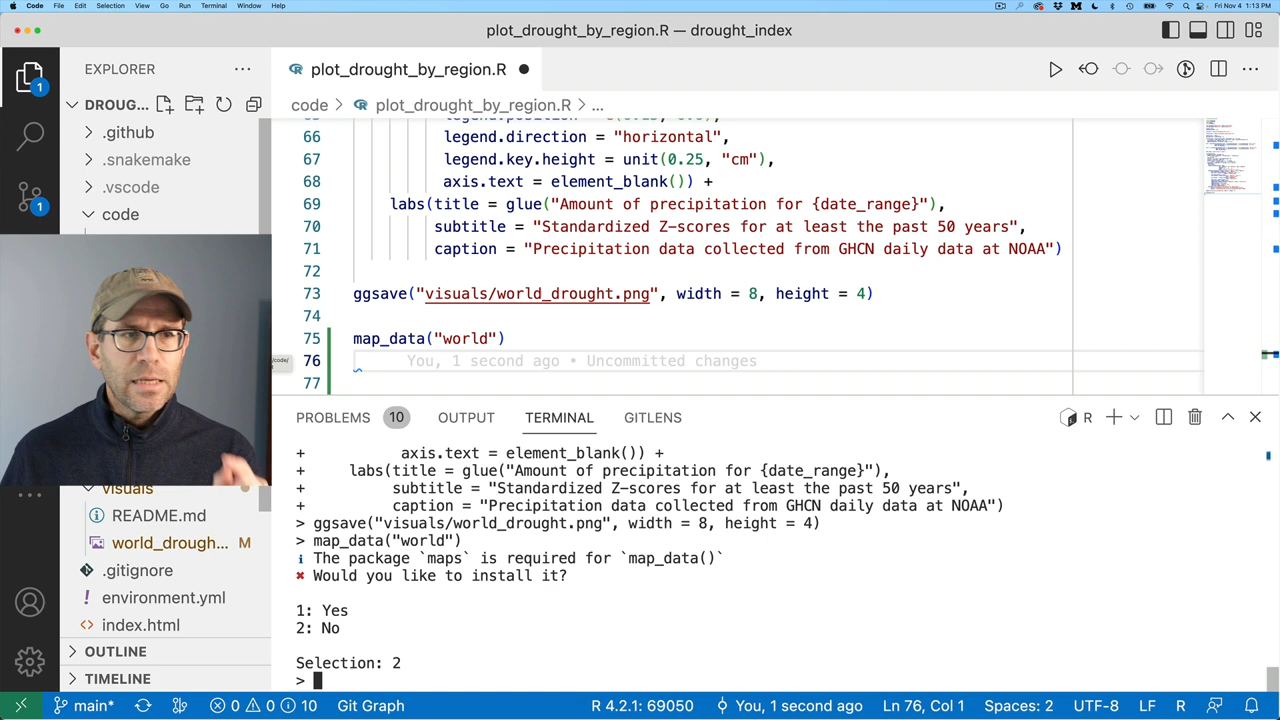 Code File Edit Selection View Go Run Terminal Window Help Fri Nov 4 1:13 PM
plot_drought_by_region.R — drought_index
EXPLORER
plot_drought_by_region.R
1
DROUG...
code > plot_drought_by_region.R > ...
.github
.snakemake
.vscode
1
code
66 legend.direction = "horizontal",
67 legend.key.height = unit(0.25, "cm"),
68 axis.text = element_blank()) +
69 labs(title = glue("Amount of precipitation for {date_range}"),
70 subtitle = "Standardized Z-scores for at least the past 50 years",
71 caption = "Precipitation data collected from GHCN daily data at NOAA")
72
73 ggsave("visuals/world_drought.png", width = 8, height = 4)
74
75 map_data("world")
76 You, 1 second ago • Uncommitted changes
77
/code/
PROBLEMS 10 OUTPUT TERMINAL GITLENS R
+ axis.text = element_blank()) +
+ labs(title = glue("Amount of precipitation for {date_range}"),
+ subtitle = "Standardized Z-scores for at least the past 50 years",
+ caption = "Precipitation data collected from GHCN daily data at NOAA")
> ggsave("visuals/world_drought.png", width = 8, height = 4)
> map_data("world")
i The package `maps` is required for `map_data()`
✖ Would you like to install it?
1: Yes
2: No
Selection: 2
>
visuals
README.md
world_drough... M
.gitignore
environment.yml
index.html
OUTLINE
TIMELINE
main* 0 0 10 Git Graph R 4.2.1: 69050 You, 1 second ago Ln 76, Col 1 Spaces: 2 UTF-8 LF R